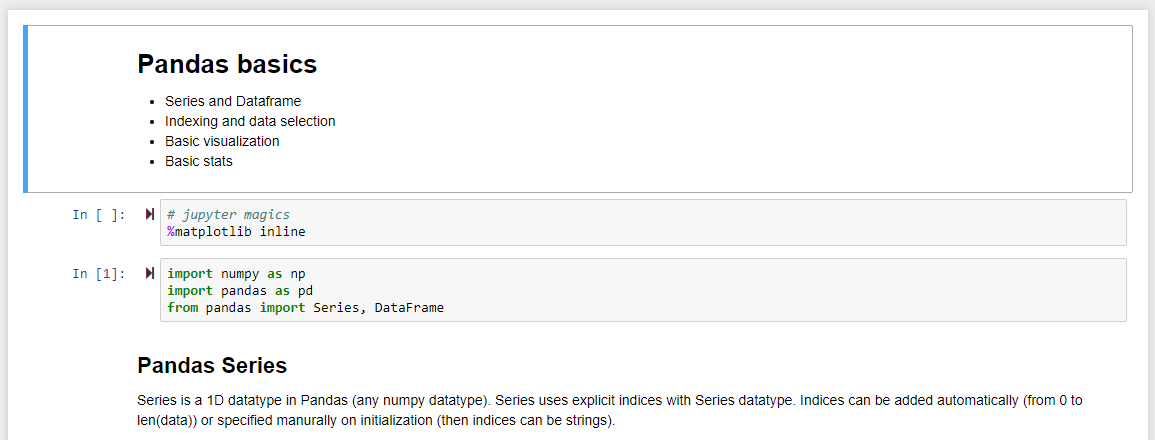 Pandas basics
• Series and Dataframe
• Indexing and data selection
• Basic visualization
• Basic stats
In [ ]: # jupyter magics
%matplotlib inline
In [1]: import numpy as np
import pandas as pd
from pandas import Series, DataFrame
Pandas Series
Series is a 1D datatype in Pandas (any numpy datatype). Series uses explicit indices with Series datatype. Indices can be added automatically (from 0 to
len(data)) or specified manurally on initialization (then indices can be strings).